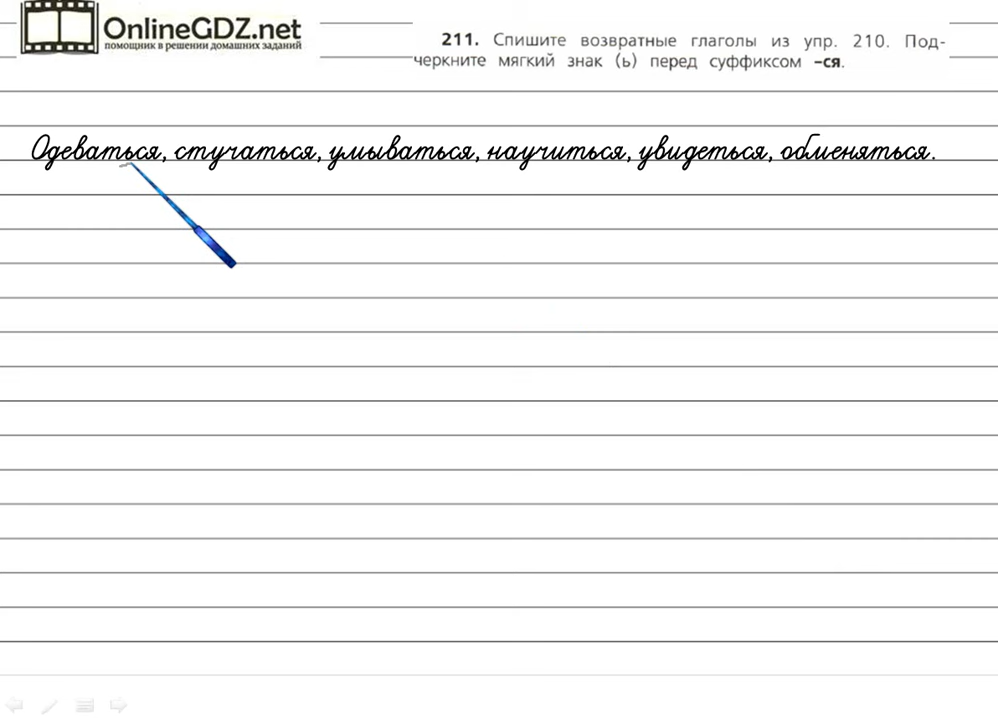 OnlineGDZ.net
помощник в решении домашних заданий
211. Спишите возвратные глаголы из упр. 210. Под-
черкните мягкий знак (ь) перед суффиксом –ся.
Одеваться, стучаться, умываться, научиться, увидеться, обменяться.